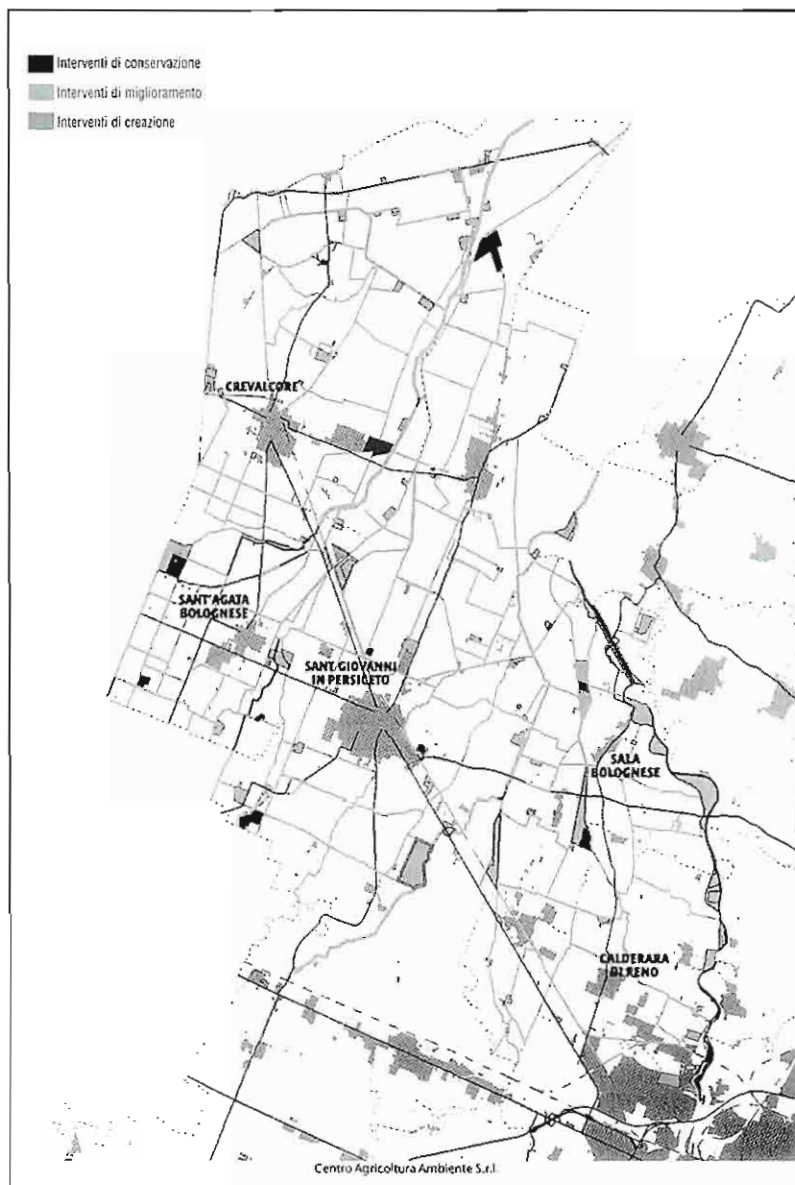 Interventi di conservazione
Interventi di miglioramento
Interventi di creazione
CREVALCORE
SANT'AGATA
BOLOGNESE
SANT GIOVANNI
IN PERSICETO
SALA
BOLOGNESE
CALDERARA
DI RENO
Centro Agricoltura Ambiente S.r.l.